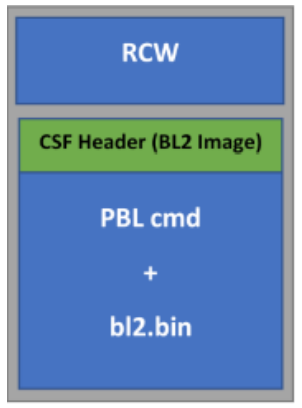 RCW
CSF Header (BL2 Image)
PBL cmd
+
bl2.bin